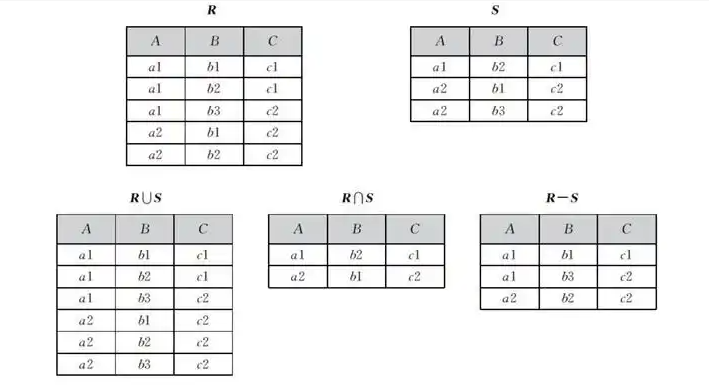 R S
A B C A B C
a1 b1 c1 a1 b2 c1
a1 b2 c1 a2 b1 c2
a1 b3 c2 a2 b3 c2
a2 b1 c2
a2 b2 c2
R∪S R∩S R−S
A B C A B C A B C
a1 b1 c1 a1 b2 c1 a1 b1 c1
a1 b2 c1 a2 b1 c2 a1 b3 c2
a1 b3 c2 a2 b2 c2
a2 b1 c2
a2 b2 c2
a2 b3 c2